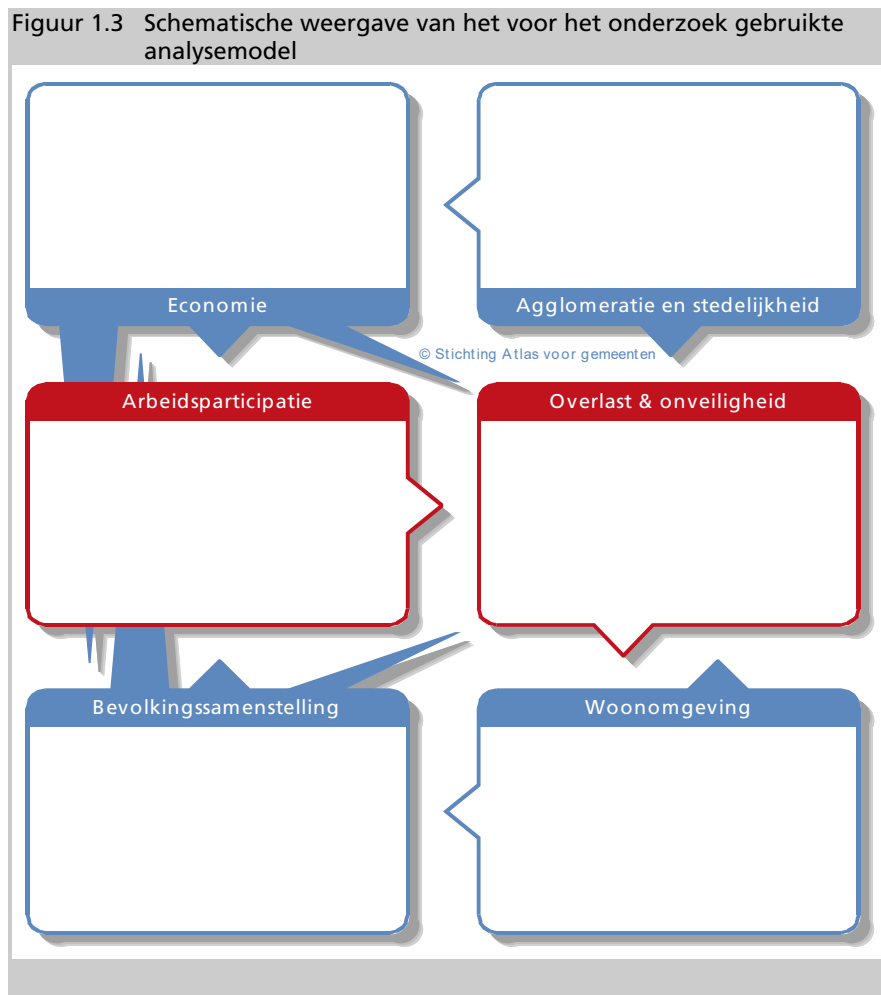 Figuur 1.3 Schematische weergave van het voor het onderzoek gebruikte
analysemodel
Economie
Agglomeratie en stedelijkheid
© Stichting Atlas voor gemeenten
Arbeidsparticipatie
Overlast & onveiligheid
Bevolkingssamenstelling
Woonomgeving